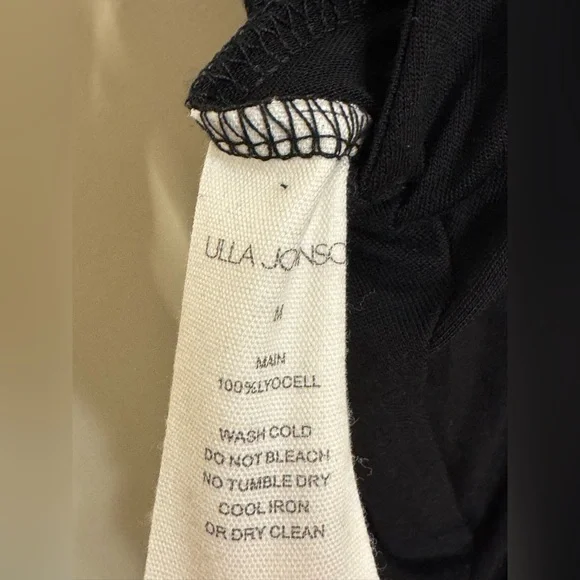 ULLA JONSO
M
MAIN
100%LYOCELL
WASH COLD
DO NOT BLEACH
NO TUMBLE DRY
COOL IRON
OR DRY CLEAN